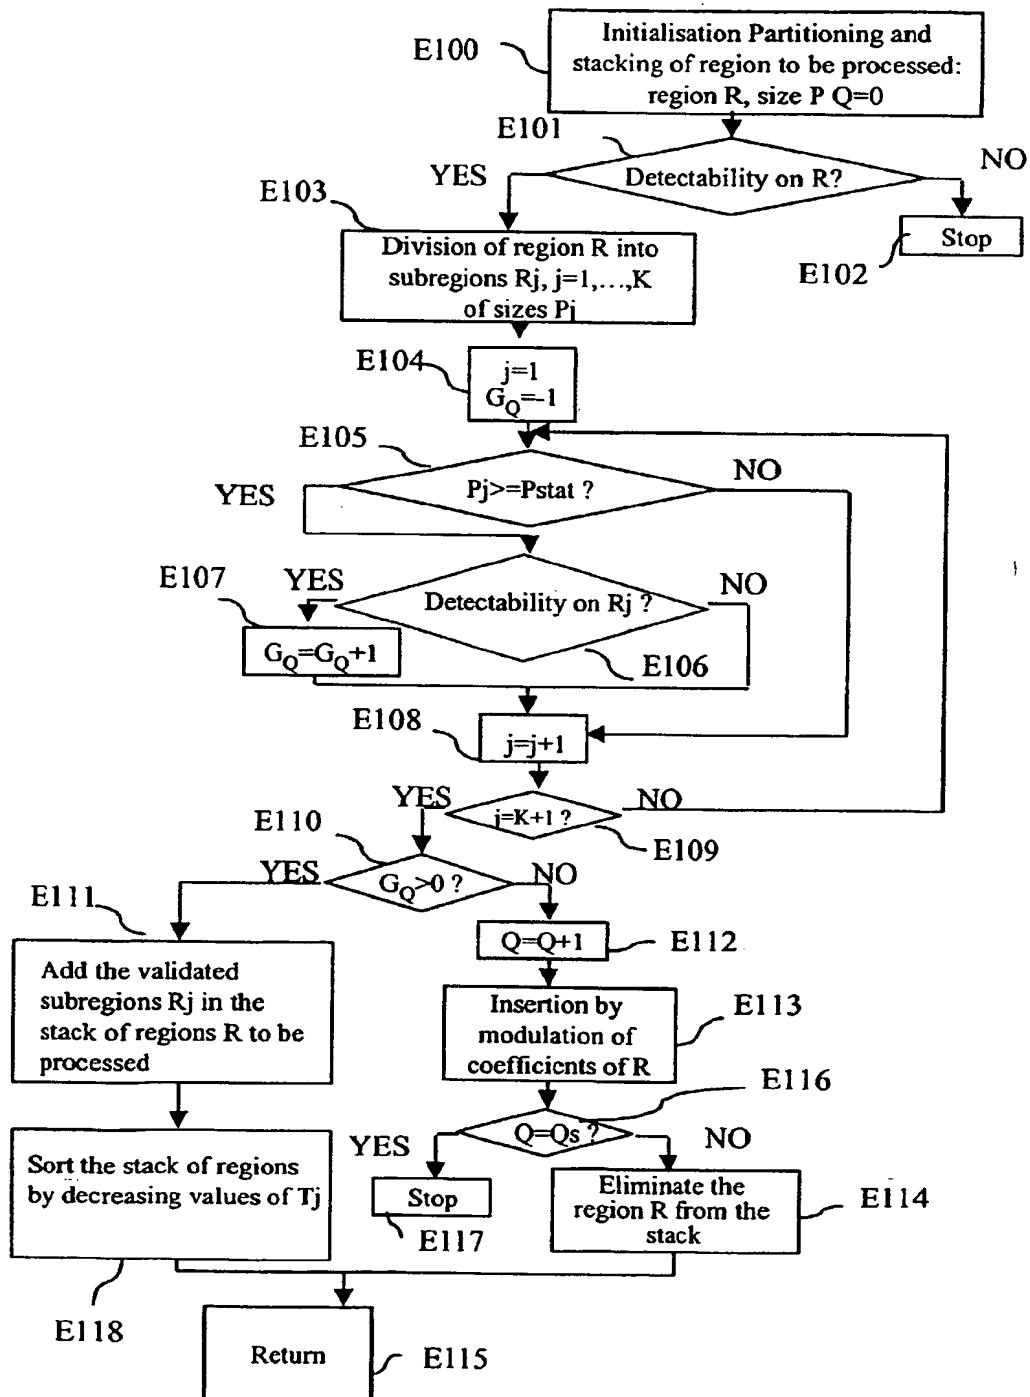 E100
Initialisation Partitioning and
stacking of region to be processed:
region R, size P Q=0
E101
YES
Detectability on R?
NO
E103
Stop
E102
Division of region R into
subregions Rj, j=1,...,K
of sizes Pj
E104
j=1
G_Q=-1
E105
YES
Pj>=Pstat ?
NO
E107
YES
Detectability on Rj ?
NO
G_Q=G_Q+1
E106
E108
j=j+1
YES
j=K+1 ?
NO
E109
E110
YES
G_Q>0 ?
NO
E111
Q=Q+1
E112
Add the validated
subregions Rj in the
stack of regions R to be
processed
Insertion by
modulation of
coefficients of R
E113
E116
YES
Q=Qs ?
NO
Sort the stack of regions
by decreasing values of Tj
Stop
E117
Eliminate the
region R from the
stack
E114
E118
Return
E115